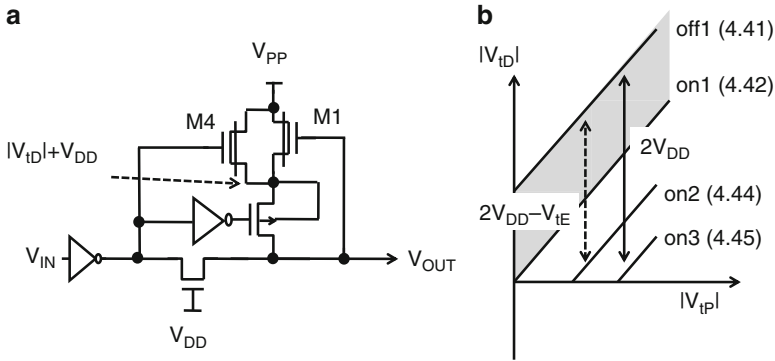 a
V_PP
M4
M1
|V_tD|+V_DD
V_IN
V_OUT
V_DD
b
|V_tD|
off1 (4.41)
on1 (4.42)
2V_DD
2V_DD–V_tE
on2 (4.44)
on3 (4.45)
|V_tP|